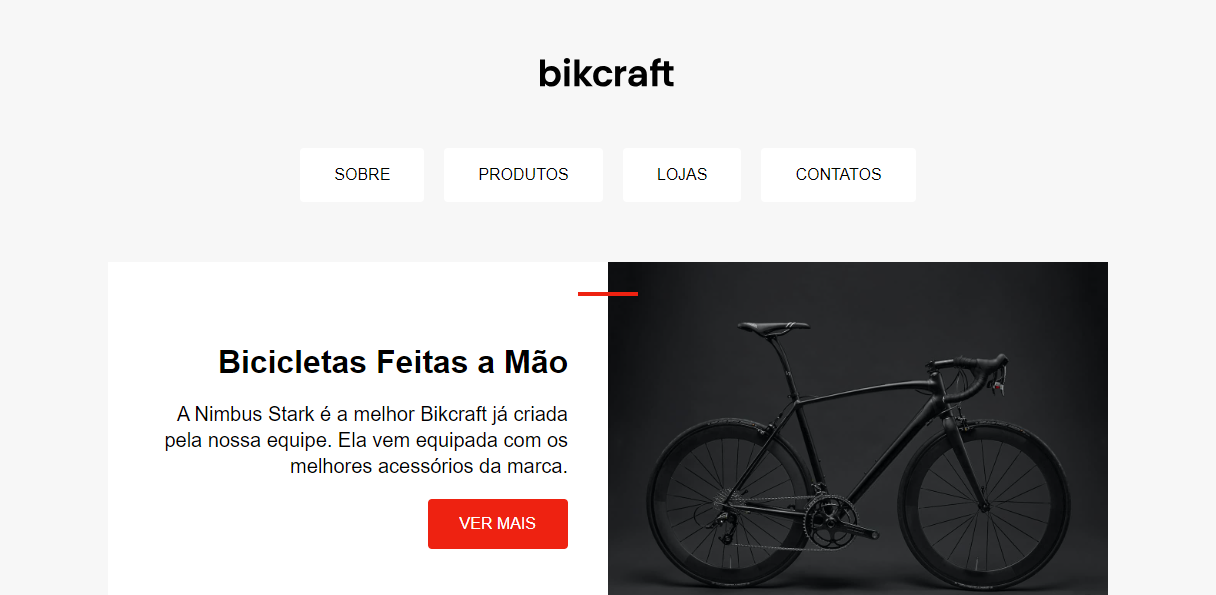 bikcraft
SOBRE PRODUTOS LOJAS CONTATOS
Bicicletas Feitas a Mão
A Nimbus Stark é a melhor Bikcraft já criada
pela nossa equipe. Ela vem equipada com os
melhores acessórios da marca.
VER MAIS